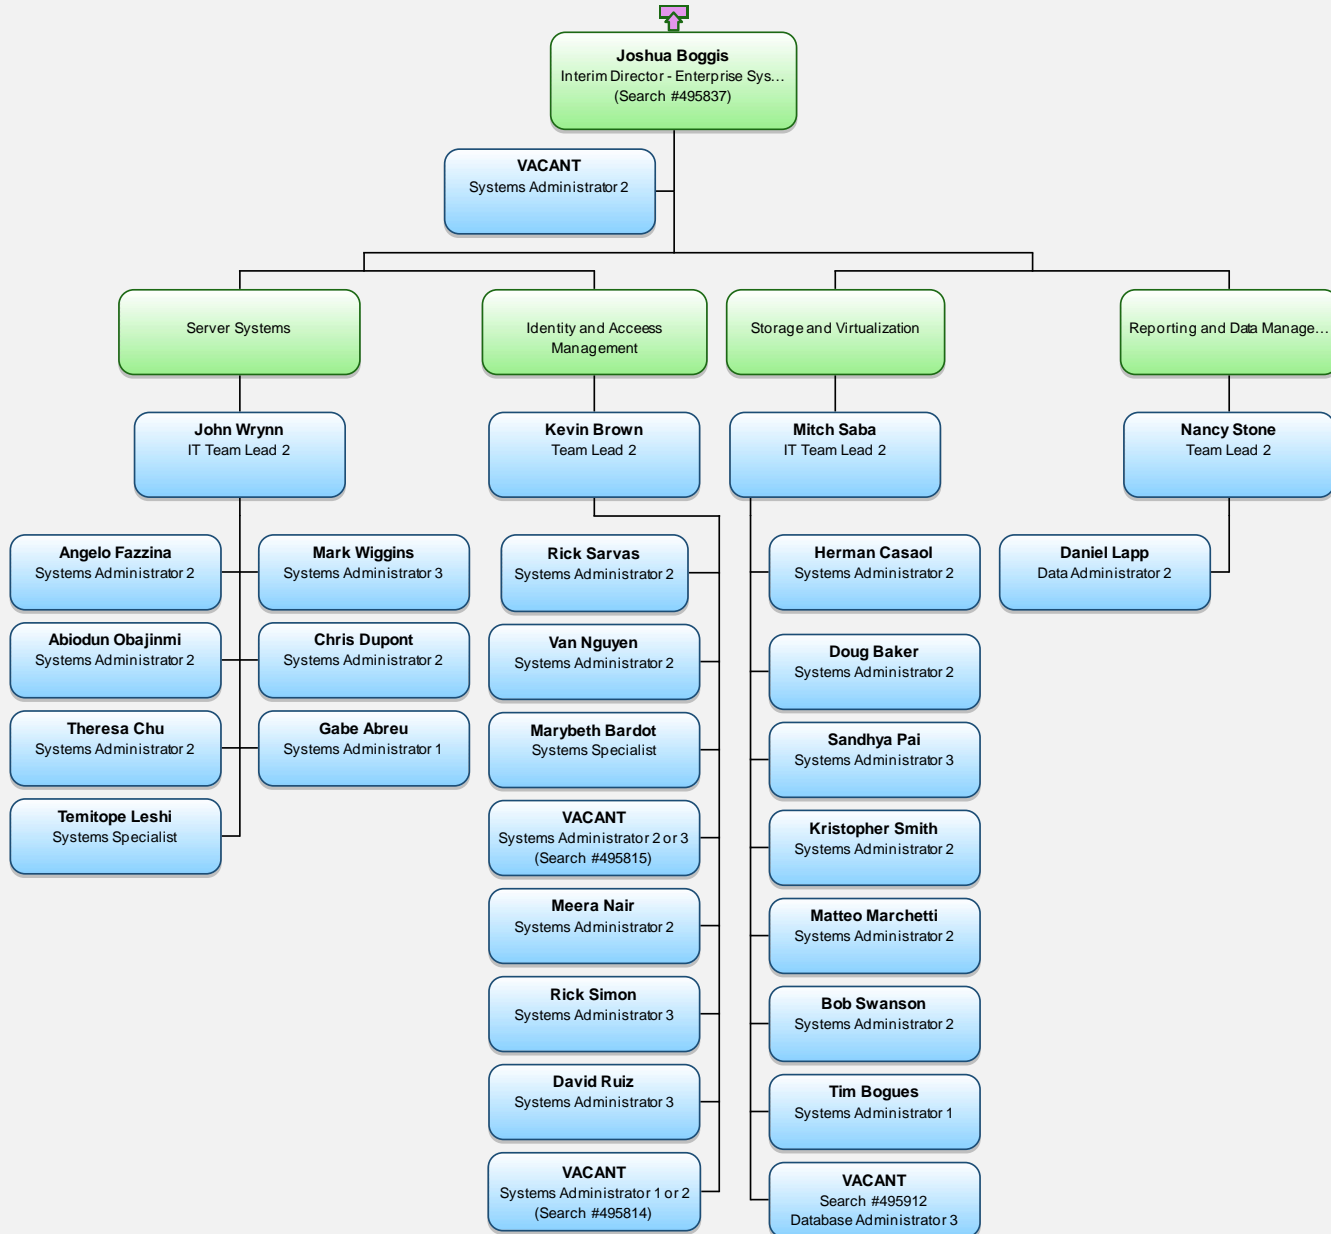 Joshua Boggis
Interim Director - Enterprise Sys...
(Search #495837)
VACANT
Systems Administrator 2
Server Systems
Identity and Acceess
Management
Storage and Virtualization
Reporting and Data Manage...
John Wrynn
IT Team Lead 2
Kevin Brown
Team Lead 2
Mitch Saba
IT Team Lead 2
Nancy Stone
Team Lead 2
Angelo Fazzina
Systems Administrator 2
Mark Wiggins
Systems Administrator 3
Abiodun Obajinmi
Systems Administrator 2
Chris Dupont
Systems Administrator 2
Theresa Chu
Systems Administrator 2
Gabe Abreu
Systems Administrator 1
Temitope Leshi
Systems Specialist
Rick Sarvas
Systems Administrator 2
Van Nguyen
Systems Administrator 2
Marybeth Bardot
Systems Specialist
VACANT
Systems Administrator 2 or 3
(Search #495815)
Meera Nair
Systems Administrator 2
Rick Simon
Systems Administrator 3
David Ruiz
Systems Administrator 3
VACANT
Systems Administrator 1 or 2
(Search #495814)
Herman Casaol
Systems Administrator 2
Doug Baker
Systems Administrator 2
Sandhya Pai
Systems Administrator 3
Kristopher Smith
Systems Administrator 2
Matteo Marchetti
Systems Administrator 2
Bob Swanson
Systems Administrator 2
Tim Bogues
Systems Administrator 1
VACANT
Search #495912
Database Administrator 3
Daniel Lapp
Data Administrator 2